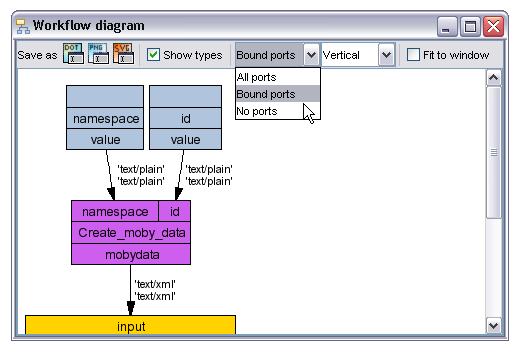 Workflow diagram
Save as DOT PNG SVG Show types Bound ports Vertical Fit to window
All ports
Bound ports
No ports
namespace id
value value
'text/plain' 'text/plain'
'text/plain' 'text/plain'
namespace id
Create_moby_data
mobydata
'text/xml'
'text/xml'
input